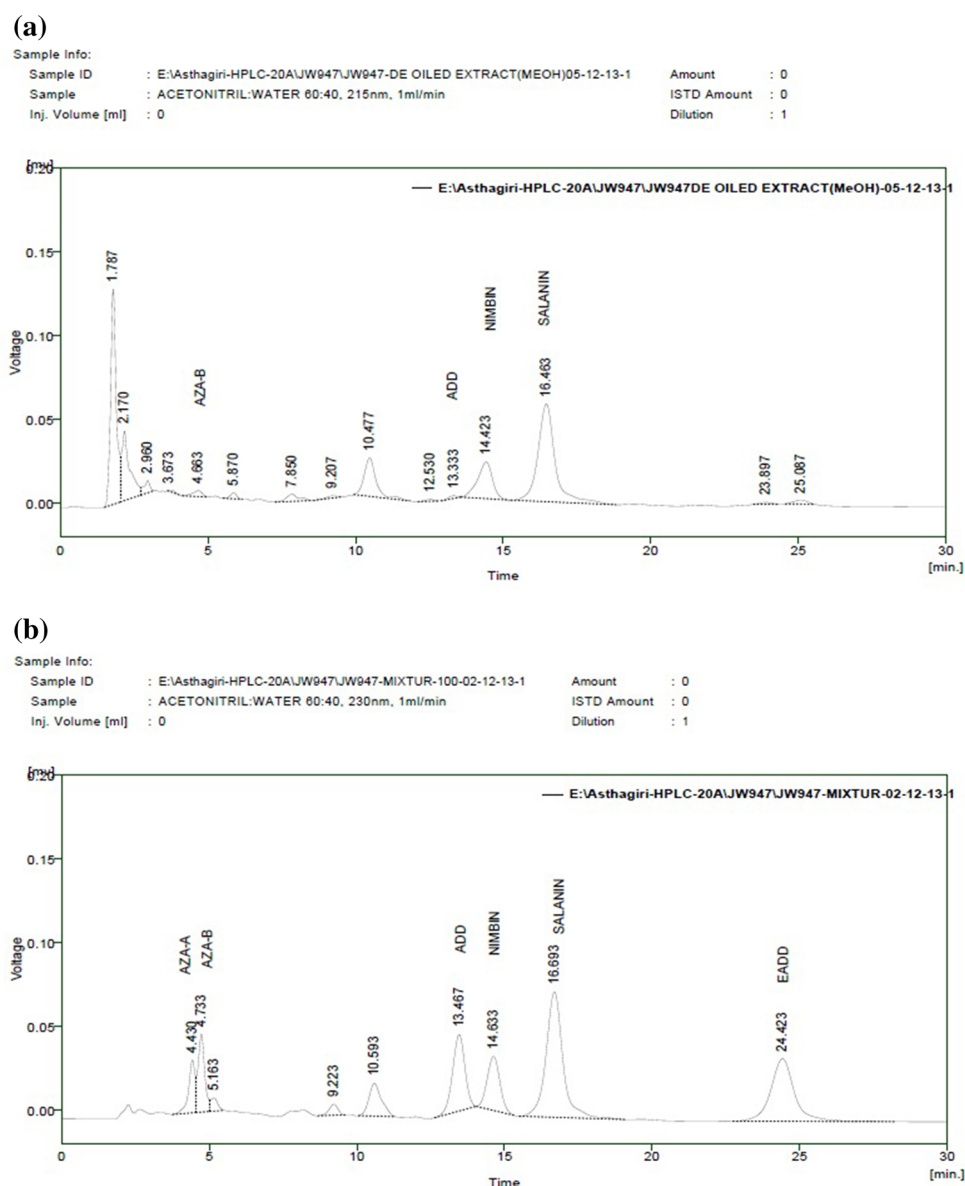 (a)
Sample Info:
Sample ID : E:\Asthagiri-HPLC-20A\JW947\JW947-DE OILED EXTRACT(MEOH)05-12-13-1 Amount : 0
Sample : ACETONITRIL:WATER 60:40, 215nm, 1ml/min ISTD Amount : 0
Inj. Volume [ml] : 0 Dilution : 1
[mv]
0.20
E:\Asthagiri-HPLC-20A\JW947\JW947DE OILED EXTRACT(MeOH)-05-12-13-1
0.15
0.10
0.05
0.00
Voltage
1.787
2.170
2.960
3.673
AZA-B
4.663
5.870
7.850
9.207
10.477
12.530
ADD
13.333
NIMBIN
14.423
SALANIN
16.463
23.897
25.087
0 5 10 15 20 25 30
Time
[min.]
(b)
Sample Info:
Sample ID : E:\Asthagiri-HPLC-20A\JW947\JW947-MIXTUR-100-02-12-13-1 Amount : 0
Sample : ACETONITRIL:WATER 60:40, 230nm, 1ml/min ISTD Amount : 0
Inj. Volume [ml] : 0 Dilution : 1
[mv]
0.20
E:\Asthagiri-HPLC-20A\JW947\JW947-MIXTUR-02-12-13-1
0.15
0.10
0.05
0.00
Voltage
AZA-A
4.430
AZA-B
4.733
5.163
9.223
10.593
ADD
13.467
NIMBIN
14.633
SALANIN
16.693
EADD
24.423
0 5 10 15 20 25 30
Time
[min.]